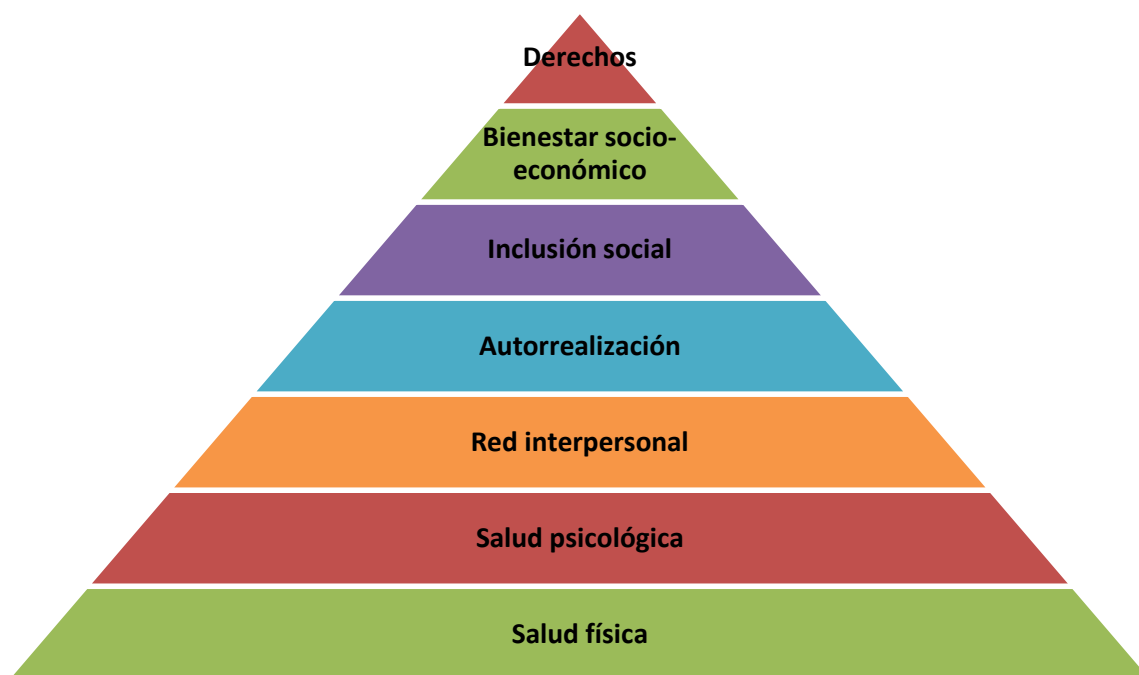 Derechos
Bienestar socio-
económico
Inclusión social
Autorrealización
Red interpersonal
Salud psicológica
Salud física